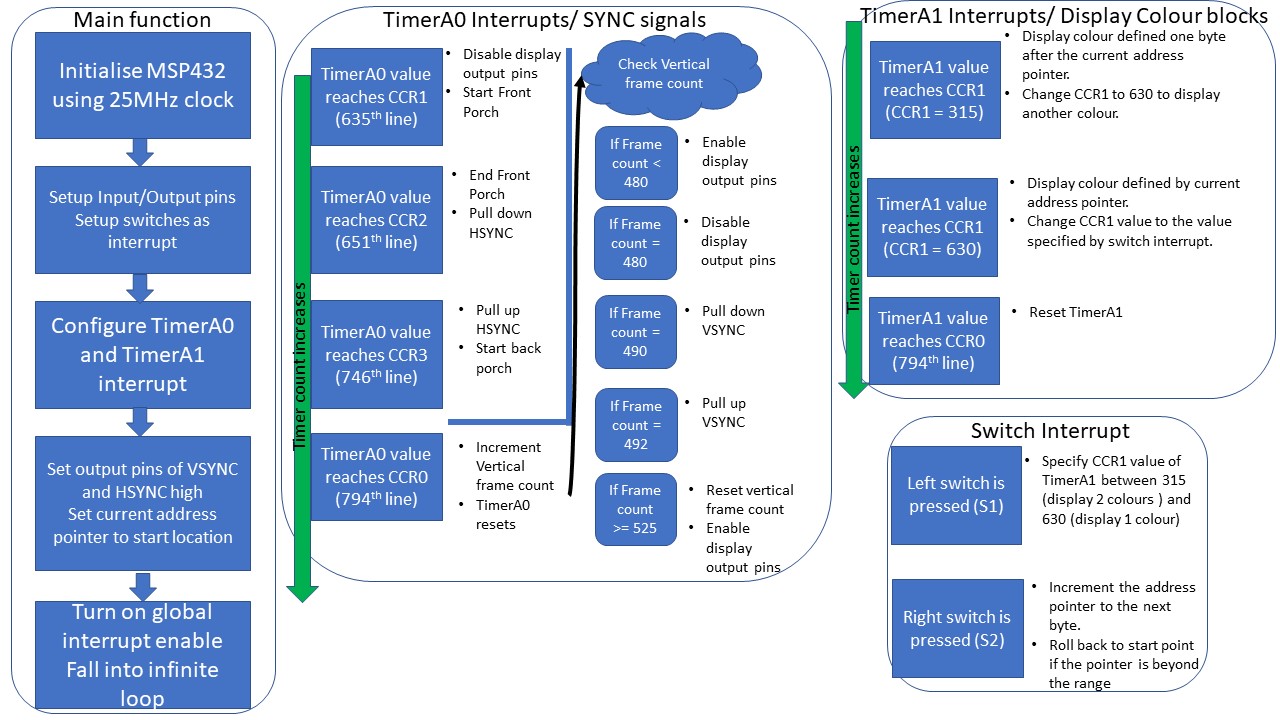 Main function
Initialise MSP432
using 25MHz clock
Setup Input/Output pins
Setup switches as
interrupt
Configure TimerA0
and TimerA1
interrupt
Set output pins of VSYNC
and HSYNC high
Set current address
pointer to start location
Turn on global
interrupt enable
Fall into infinite
loop
TimerA0 Interrupts/ SYNC signals
Timer count increases
TimerA0 value
reaches CCR1
(635th line)
• Disable display
output pins
• Start Front
Porch
TimerA0 value
reaches CCR2
(651th line)
• End Front
Porch
• Pull down
HSYNC
TimerA0 value
reaches CCR3
(746th line)
• Pull up
HSYNC
• Start back
porch
TimerA0 value
reaches CCR0
(794th line)
• Increment
Vertical
frame count
• TimerA0
resets
Check Vertical
frame count
If Frame
count <
480
• Enable
display
output pins
If Frame
count =
480
• Disable
display
output pins
If Frame
count =
490
• Pull down
VSYNC
If Frame
count =
492
• Pull up
VSYNC
If Frame
count
>= 525
• Reset vertical
frame count
• Enable
display
output pins
TimerA1 Interrupts/ Display Colour blocks
Timer count increases
TimerA1 value
reaches CCR1
(CCR1 = 315)
• Display colour defined one byte
after the current address
pointer.
• Change CCR1 to 630 to display
another colour.
TimerA1 value
reaches CCR1
(CCR1 = 630)
• Display colour defined by current
address pointer.
• Change CCR1 value to the value
specified by switch interrupt.
TimerA1 value
reaches CCR0
(794th line)
• Reset TimerA1
Switch Interrupt
Left switch is
pressed (S1)
• Specify CCR1 value of
TimerA1 between 315
(display 2 colours ) and
630 (display 1 colour)
Right switch is
pressed (S2)
• Increment the address
pointer to the next
byte.
• Roll back to start point
if the pointer is beyond
the range